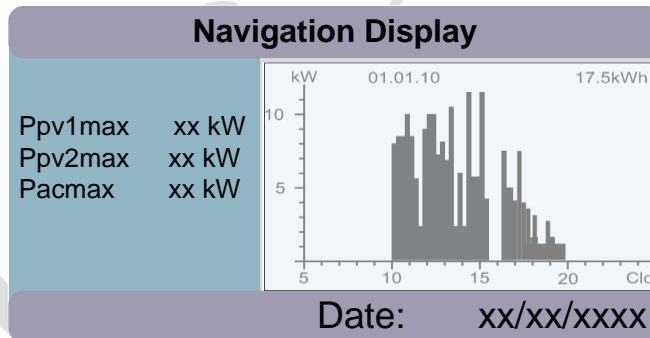 Navigation Display
Ppv1max xx kW
Ppv2max xx kW
Pacmax xx kW
kW 01.01.10 17.5kWh
10
5
5 10 15 20 Clo
Date: xx/xx/xxxx